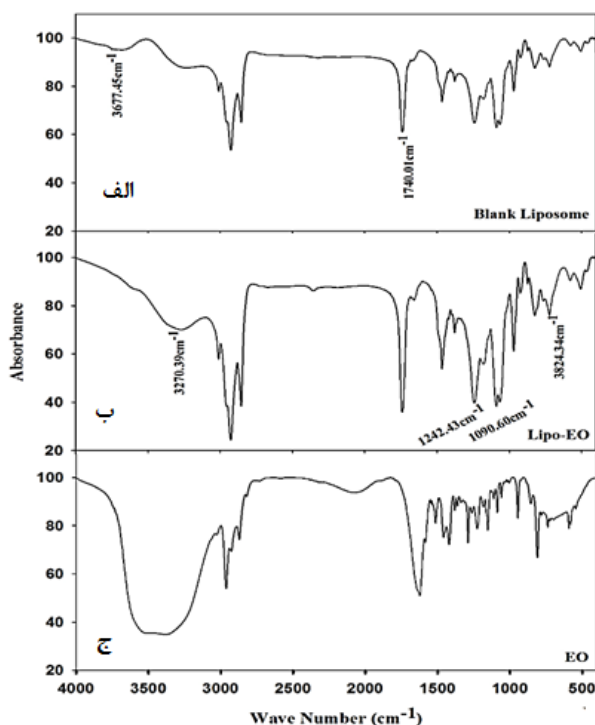 100
80
60
40
20
3677.45cm-1
1740.01cm-1
الف
Blank Liposome
100
80
60
40
20
Absorbance
3270.39cm-1
1242.43cm-1
1090.60cm-1
3824.34cm-1
ب
Lipo-EO
100
80
60
40
20
ج
EO
4000 3500 3000 2500 2000 1500 1000 500
Wave Number (cm-1)